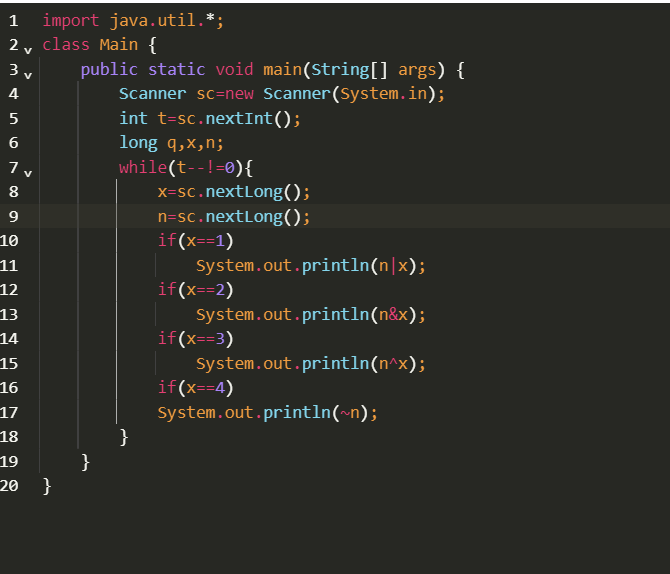 1 import java.util.*;
2 class Main {
3 public static void main(String[] args) {
4 Scanner sc=new Scanner(System.in);
5 int t=sc.nextInt();
6 long q,x,n;
7 while(t--!=0){
8 x=sc.nextLong();
9 n=sc.nextLong();
10 if(x==1)
11 System.out.println(n|x);
12 if(x==2)
13 System.out.println(n&x);
14 if(x==3)
15 System.out.println(n^x);
16 if(x==4)
17 System.out.println(~n);
18 }
19 }
20 }